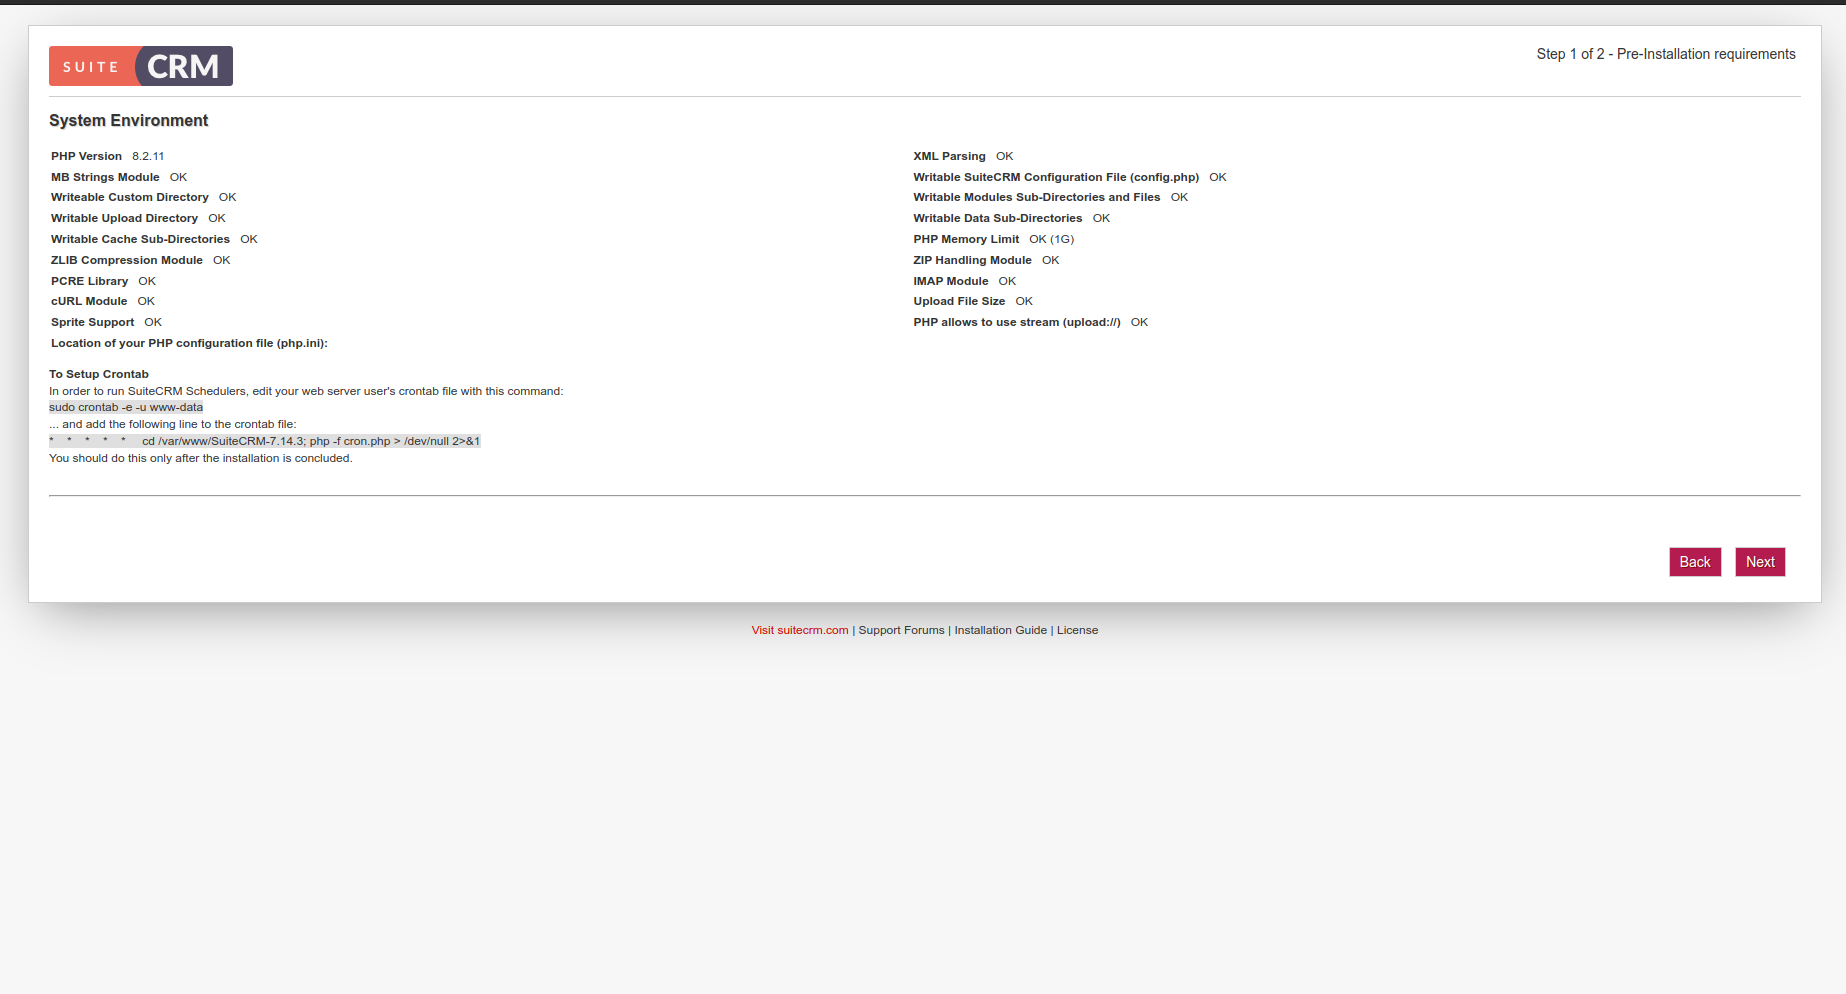 SUITE CRM
Step 1 of 2 - Pre-Installation requirements
System Environment
PHP Version 8.2.11
XML Parsing OK
MB Strings Module OK
Writable SuiteCRM Configuration File (config.php) OK
Writeable Custom Directory OK
Writable Modules Sub-Directories and Files OK
Writable Upload Directory OK
Writable Data Sub-Directories OK
Writable Cache Sub-Directories OK
PHP Memory Limit OK (1G)
ZLIB Compression Module OK
ZIP Handling Module OK
PCRE Library OK
IMAP Module OK
cURL Module OK
Upload File Size OK
Sprite Support OK
PHP allows to use stream (upload://) OK
Location of your PHP configuration file (php.ini):
To Setup Crontab
In order to run SuiteCRM Schedulers, edit your web server user's crontab file with this command:
sudo crontab -e -u www-data
... and add the following line to the crontab file:
* * * * * cd /var/www/SuiteCRM-7.14.3; php -f cron.php > /dev/null 2>&1
You should do this only after the installation is concluded.
Back Next
Visit suitecrm.com | Support Forums | Installation Guide | License